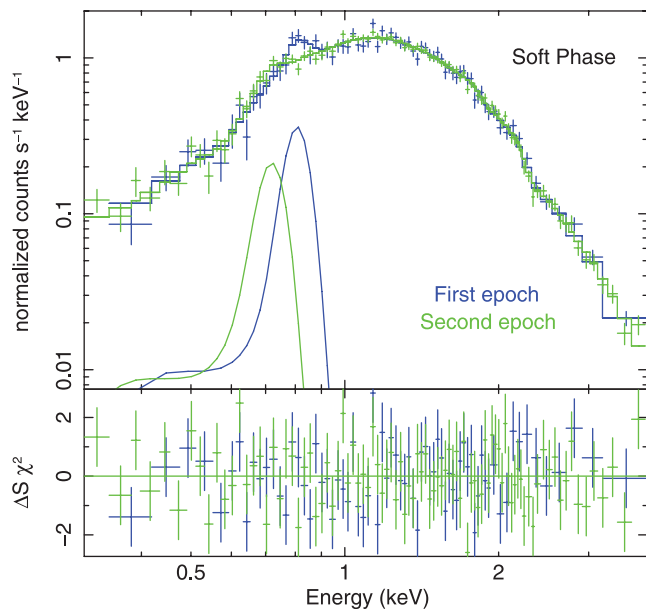 Soft Phase
normalized counts s⁻¹ keV⁻¹
1
0.1
0.01
First epoch
Second epoch
ΔS χ²
2
0
−2
0.5
1
2
Energy (keV)